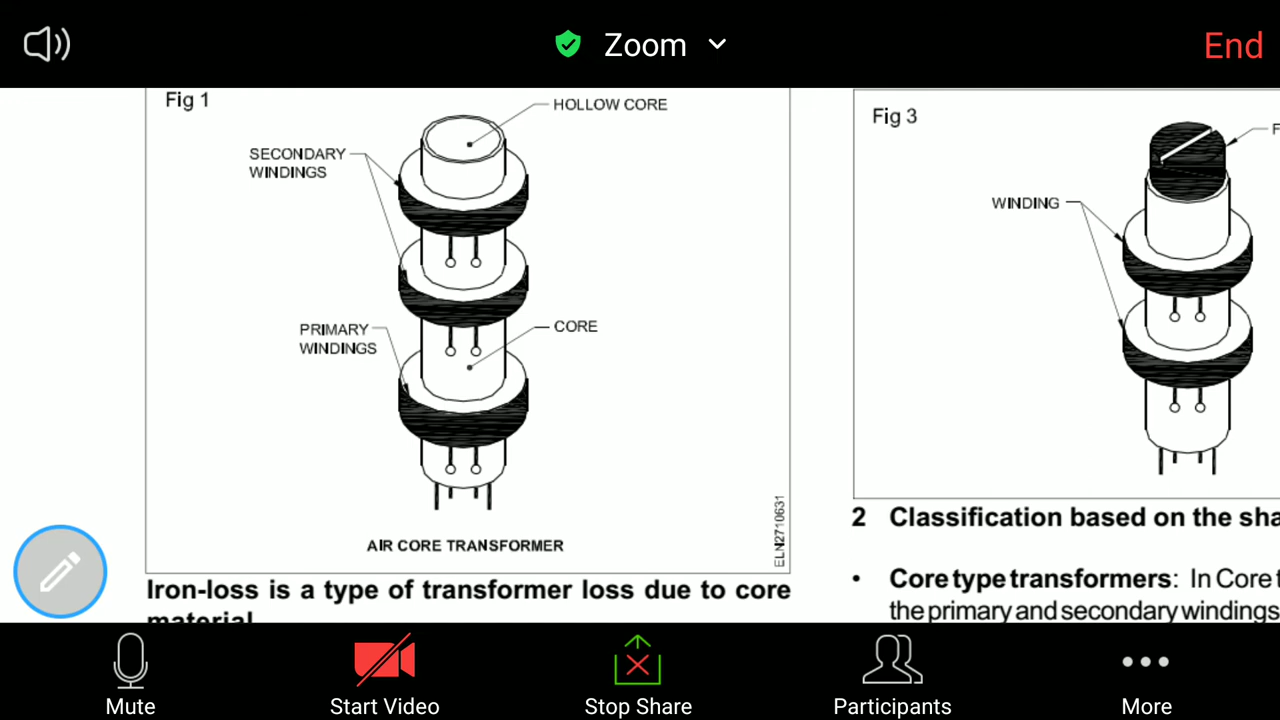 Zoom
End
Fig 1
HOLLOW CORE
SECONDARY
WINDINGS
PRIMARY
WINDINGS
CORE
ELN2710631
AIR CORE TRANSFORMER
Iron-loss is a type of transformer loss due to core
material
Fig 3
F
WINDING
2 Classification based on the sha
• Core type transformers: In Core t
the primary and secondary windings
Mute
Start Video
Stop Share
Participants
More